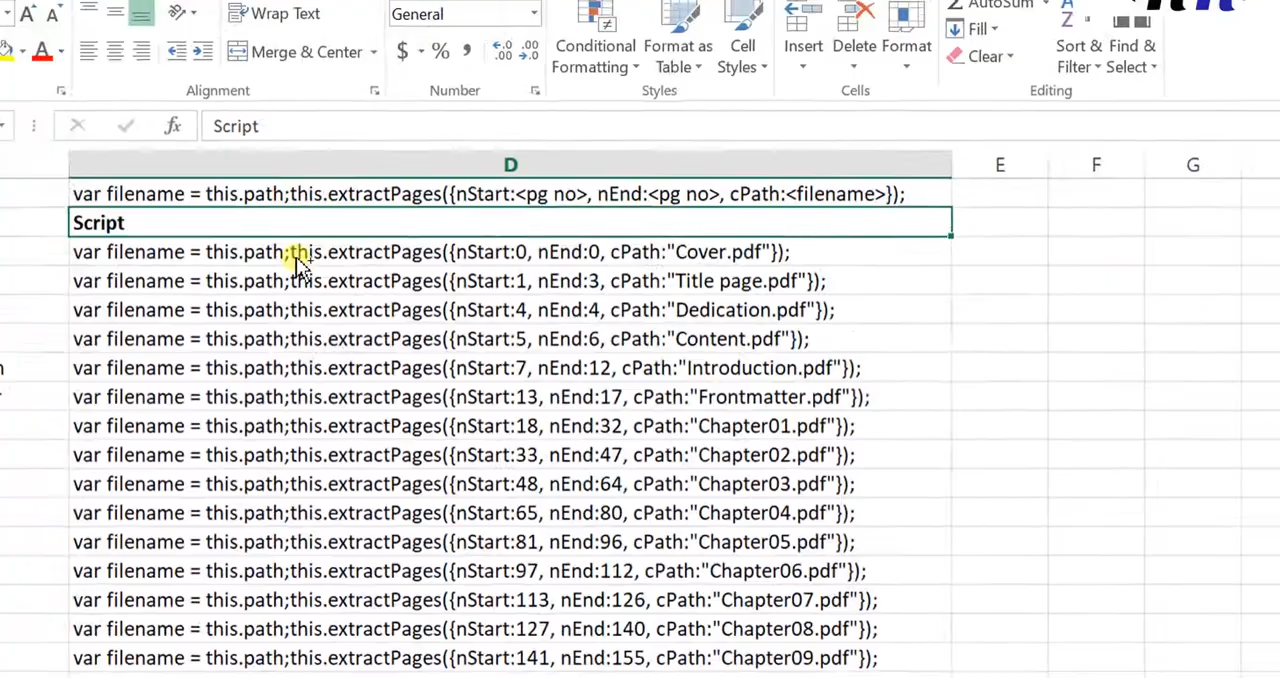 A A
Wrap Text
General
AutoSum
A
Merge & Center
$ % ,
.0 .00
.00 .0
Conditional Formatting
Format as Table
Cell Styles
Insert
Delete
Format
Fill
Clear
Z
Sort & Filter
Find & Select
Alignment
Number
Styles
Cells
Editing
fx
Script
D
E
F
G
var filename = this.path;this.extractPages({nStart:<pg no>, nEnd:<pg no>, cPath:<filename>});
Script
var filename = this.path;this.extractPages({nStart:0, nEnd:0, cPath:"Cover.pdf"});
var filename = this.path;this.extractPages({nStart:1, nEnd:3, cPath:"Title page.pdf"});
var filename = this.path;this.extractPages({nStart:4, nEnd:4, cPath:"Dedication.pdf"});
var filename = this.path;this.extractPages({nStart:5, nEnd:6, cPath:"Content.pdf"});
var filename = this.path;this.extractPages({nStart:7, nEnd:12, cPath:"Introduction.pdf"});
var filename = this.path;this.extractPages({nStart:13, nEnd:17, cPath:"Frontmatter.pdf"});
var filename = this.path;this.extractPages({nStart:18, nEnd:32, cPath:"Chapter01.pdf"});
var filename = this.path;this.extractPages({nStart:33, nEnd:47, cPath:"Chapter02.pdf"});
var filename = this.path;this.extractPages({nStart:48, nEnd:64, cPath:"Chapter03.pdf"});
var filename = this.path;this.extractPages({nStart:65, nEnd:80, cPath:"Chapter04.pdf"});
var filename = this.path;this.extractPages({nStart:81, nEnd:96, cPath:"Chapter05.pdf"});
var filename = this.path;this.extractPages({nStart:97, nEnd:112, cPath:"Chapter06.pdf"});
var filename = this.path;this.extractPages({nStart:113, nEnd:126, cPath:"Chapter07.pdf"});
var filename = this.path;this.extractPages({nStart:127, nEnd:140, cPath:"Chapter08.pdf"});
var filename = this.path;this.extractPages({nStart:141, nEnd:155, cPath:"Chapter09.pdf"});